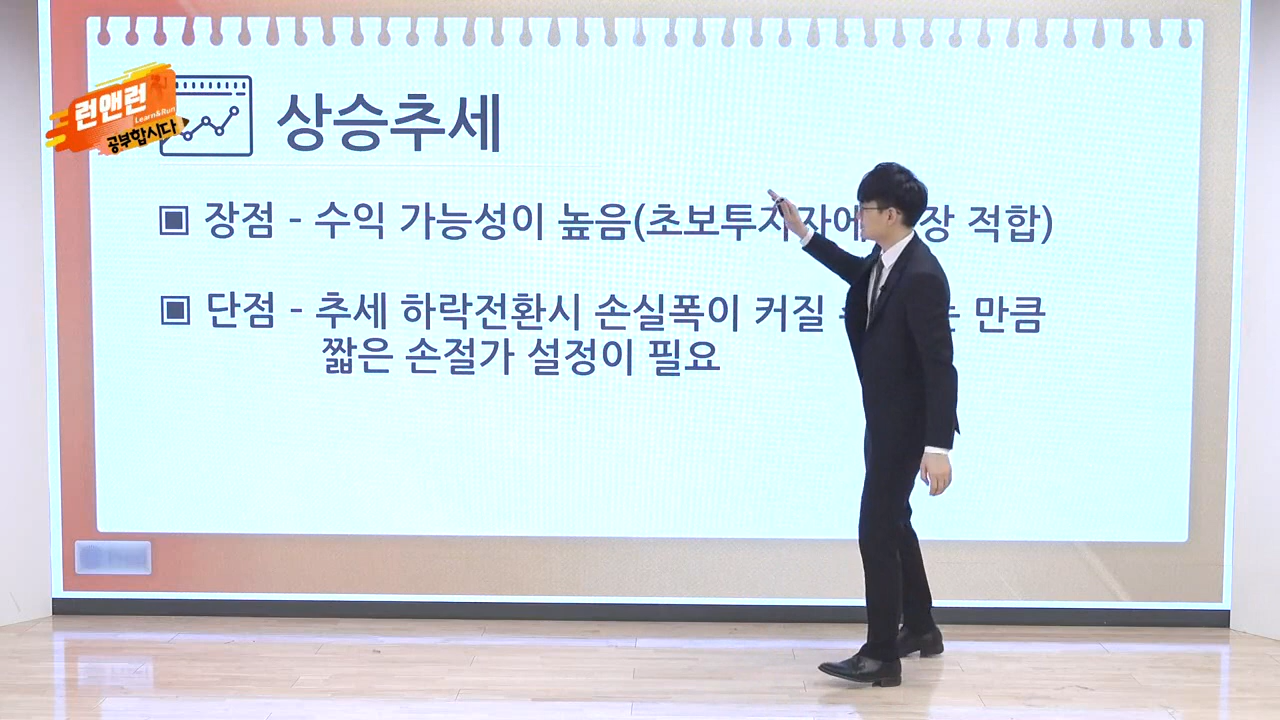 런앤런
Learn&Run
공부합시다
상승추세
▣ 장점 - 수익 가능성이 높음(초보투자자에 장 적합)
▣ 단점 - 추세 하락전환시 손실폭이 커질 만큼
짧은 손절가 설정이 필요